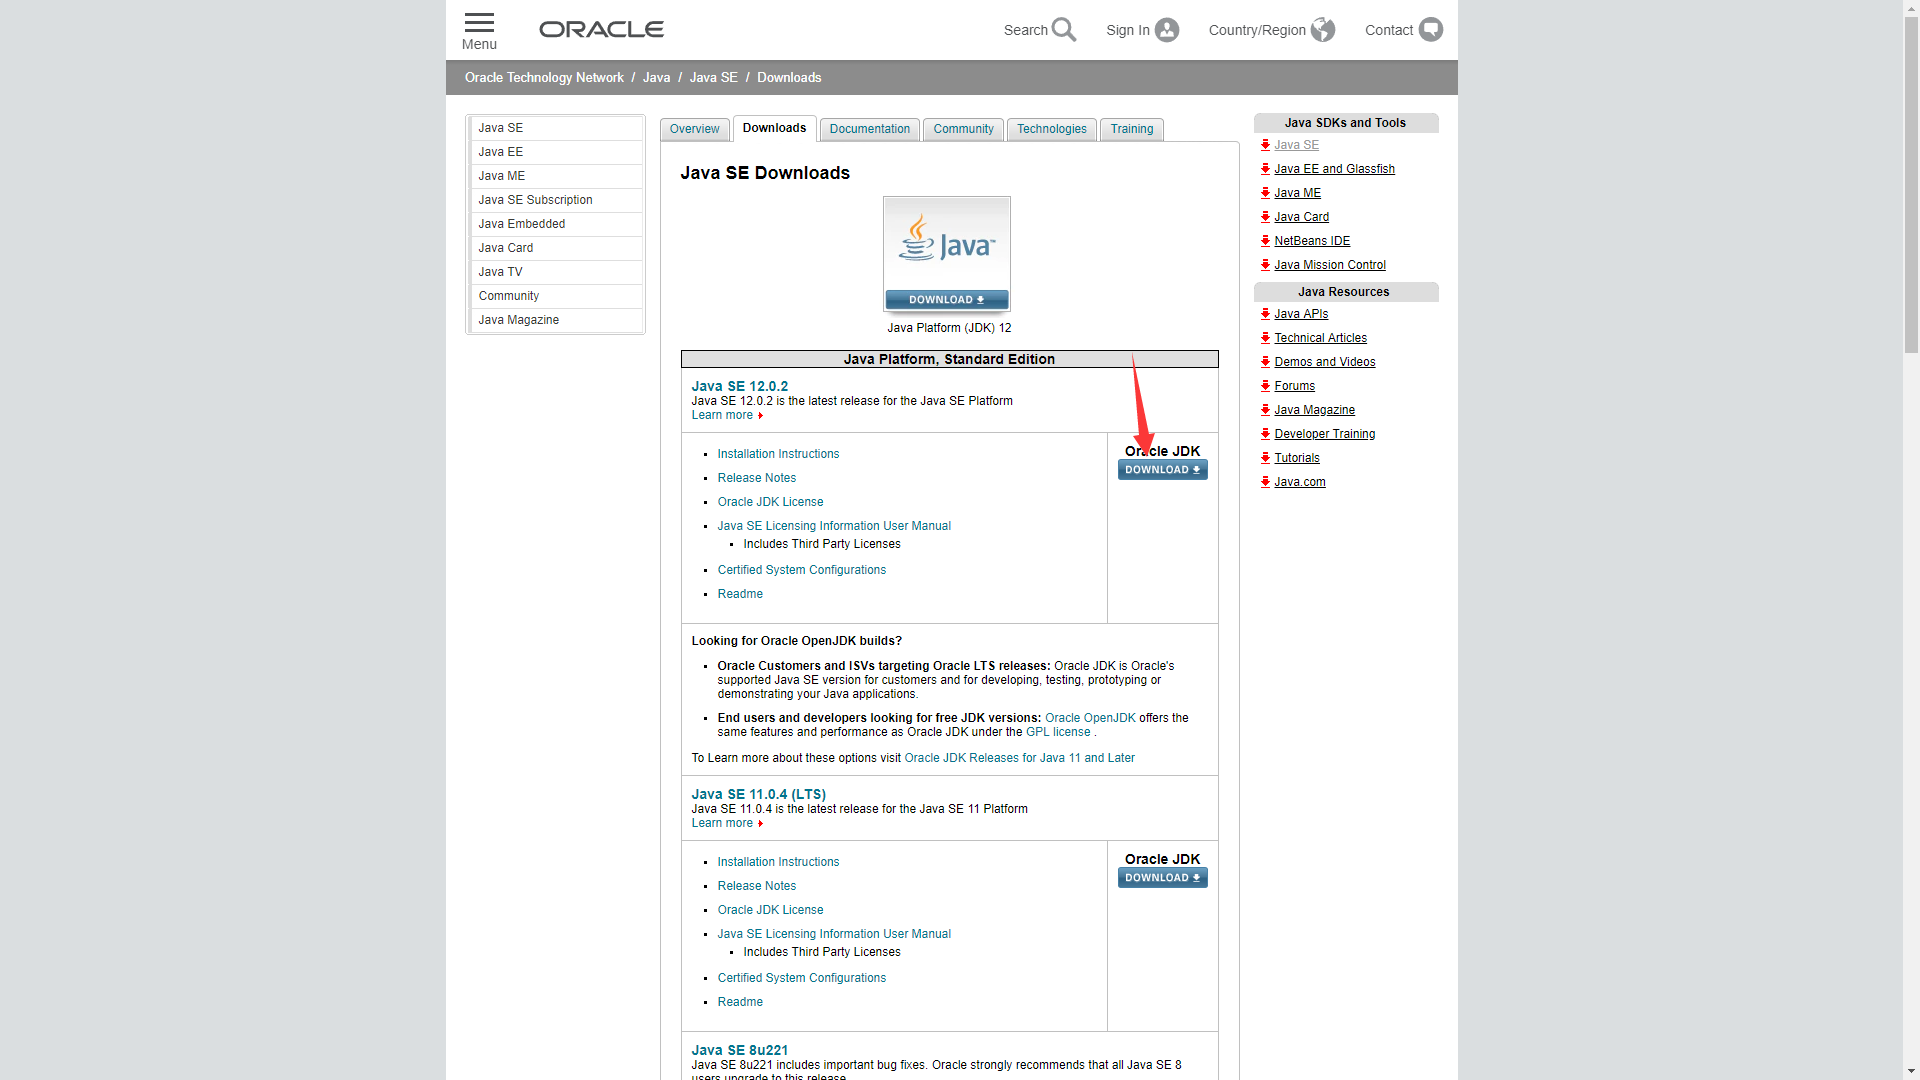 Menu
ORACLE
Search
Sign In
Country/Region
Contact
Oracle Technology Network / Java / Java SE / Downloads
Java SE
Java EE
Java ME
Java SE Subscription
Java Embedded
Java Card
Java TV
Community
Java Magazine
Overview
Downloads
Documentation
Community
Technologies
Training
Java SE Downloads
Java™
DOWNLOAD
Java Platform (JDK) 12
Java Platform, Standard Edition
Java SE 12.0.2
Java SE 12.0.2 is the latest release for the Java SE Platform
Learn more
Installation Instructions
Release Notes
Oracle JDK License
Java SE Licensing Information User Manual
Includes Third Party Licenses
Certified System Configurations
Readme
Oracle JDK
DOWNLOAD
Looking for Oracle OpenJDK builds?
Oracle Customers and ISVs targeting Oracle LTS releases: Oracle JDK is Oracle's
supported Java SE version for customers and for developing, testing, prototyping or
demonstrating your Java applications.
End users and developers looking for free JDK versions: Oracle OpenJDK offers the
same features and performance as Oracle JDK under the GPL license .
To Learn more about these options visit Oracle JDK Releases for Java 11 and Later
Java SE 11.0.4 (LTS)
Java SE 11.0.4 is the latest release for the Java SE 11 Platform
Learn more
Installation Instructions
Release Notes
Oracle JDK License
Java SE Licensing Information User Manual
Includes Third Party Licenses
Certified System Configurations
Readme
Oracle JDK
DOWNLOAD
Java SE 8u221
Java SE 8u221 includes important bug fixes. Oracle strongly recommends that all Java SE 8
users upgrade to this release.
Java SDKs and Tools
Java SE
Java EE and Glassfish
Java ME
Java Card
NetBeans IDE
Java Mission Control
Java Resources
Java APIs
Technical Articles
Demos and Videos
Forums
Java Magazine
Developer Training
Tutorials
Java.com